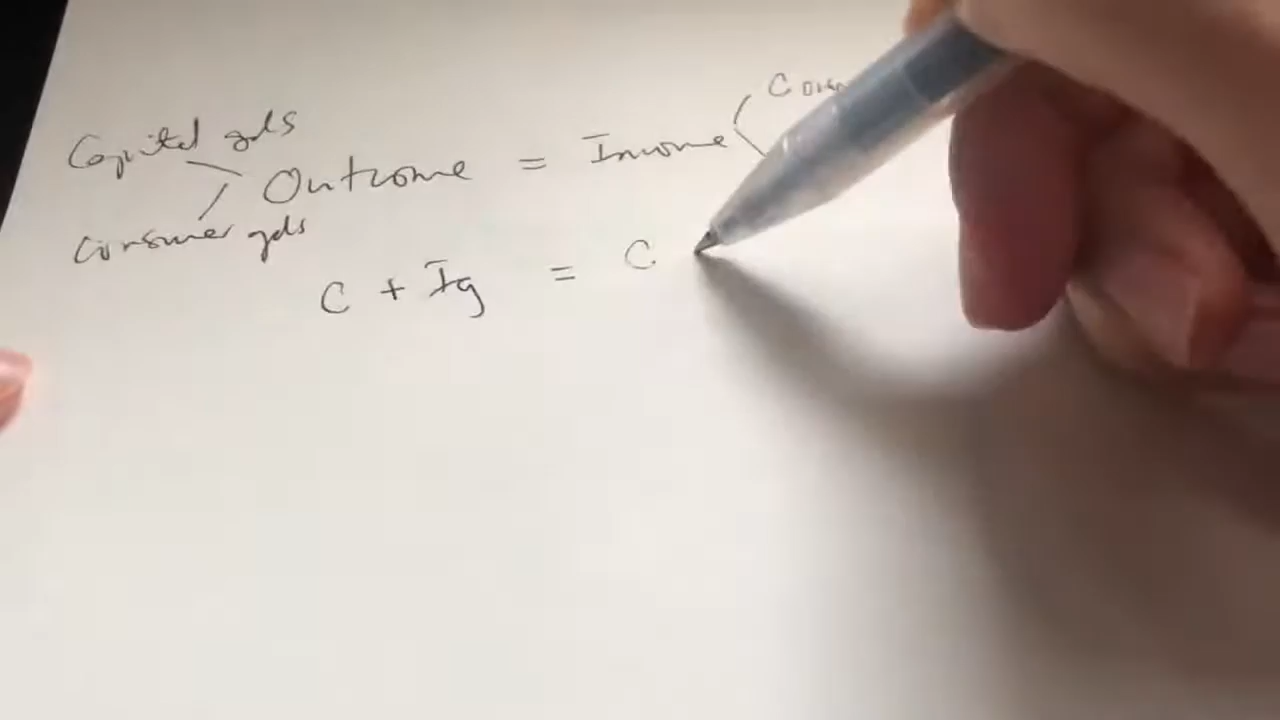 Capital gds
Outcome = Income
Consumer gds
C + Ig = C